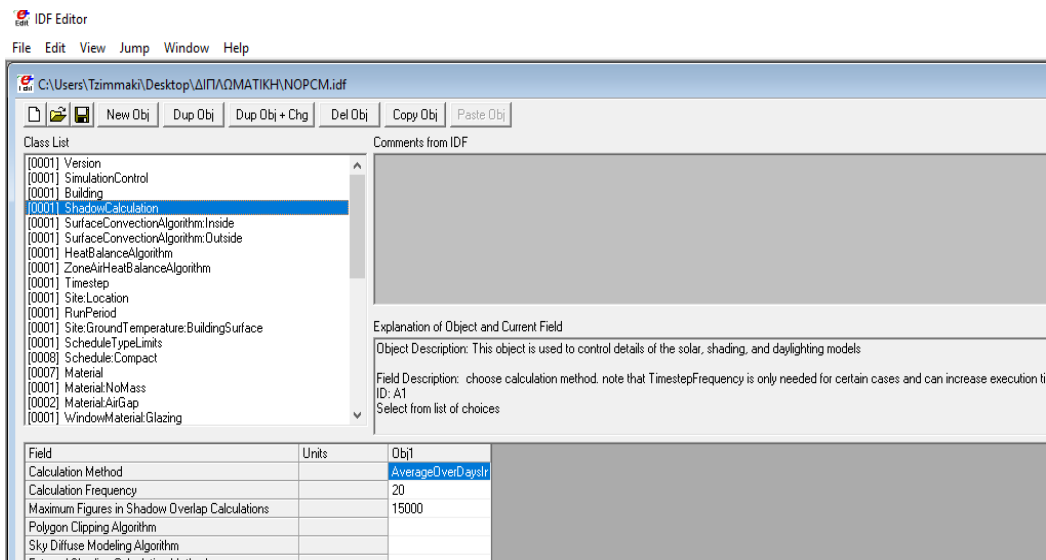 IDF Editor
File Edit View Jump Window Help
C:\Users\Tzimmaki\Desktop\ΔΙΠΛΩΜΑΤΙΚΗ\NOPCM.idf
New Obj Dup Obj Dup Obj + Chg Del Obj Copy Obj Paste Obj
Class List
Comments from IDF
[0001] Version
[0001] SimulationControl
[0001] Building
[0001] ShadowCalculation
[0001] SurfaceConvectionAlgorithm:Inside
[0001] SurfaceConvectionAlgorithm:Outside
[0001] HeatBalanceAlgorithm
[0001] ZoneAirHeatBalanceAlgorithm
[0001] Timestep
[0001] Site:Location
[0001] RunPeriod
[0001] Site:GroundTemperature:BuildingSurface
[0001] ScheduleTypeLimits
[0008] Schedule:Compact
[0007] Material
[0001] Material:NoMass
[0002] Material:AirGap
[0001] WindowMaterial:Glazing
Explanation of Object and Current Field
Object Description: This object is used to control details of the solar, shading, and daylighting models
Field Description: choose calculation method. note that TimestepFrequency is only needed for certain cases and can increase execution ti
ID: A1
Select from list of choices
Field Units Obj1
Calculation Method AverageOverDaysIr
Calculation Frequency 20
Maximum Figures in Shadow Overlap Calculations 15000
Polygon Clipping Algorithm
Sky Diffuse Modeling Algorithm